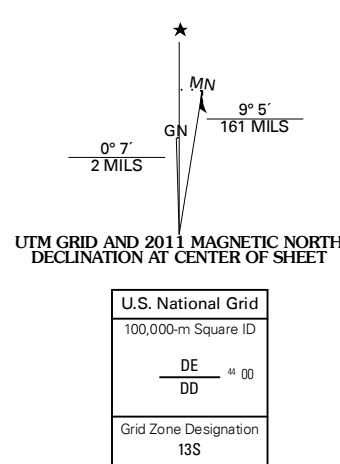 ★
MN
GN
9° 5´
161 MILS
0° 7´
2 MILS
UTM GRID AND 2011 MAGNETIC NORTH
DECLINATION AT CENTER OF SHEET
U.S. National Grid
100,000-m Square ID
DE
44 00
DD
Grid Zone Designation
13S